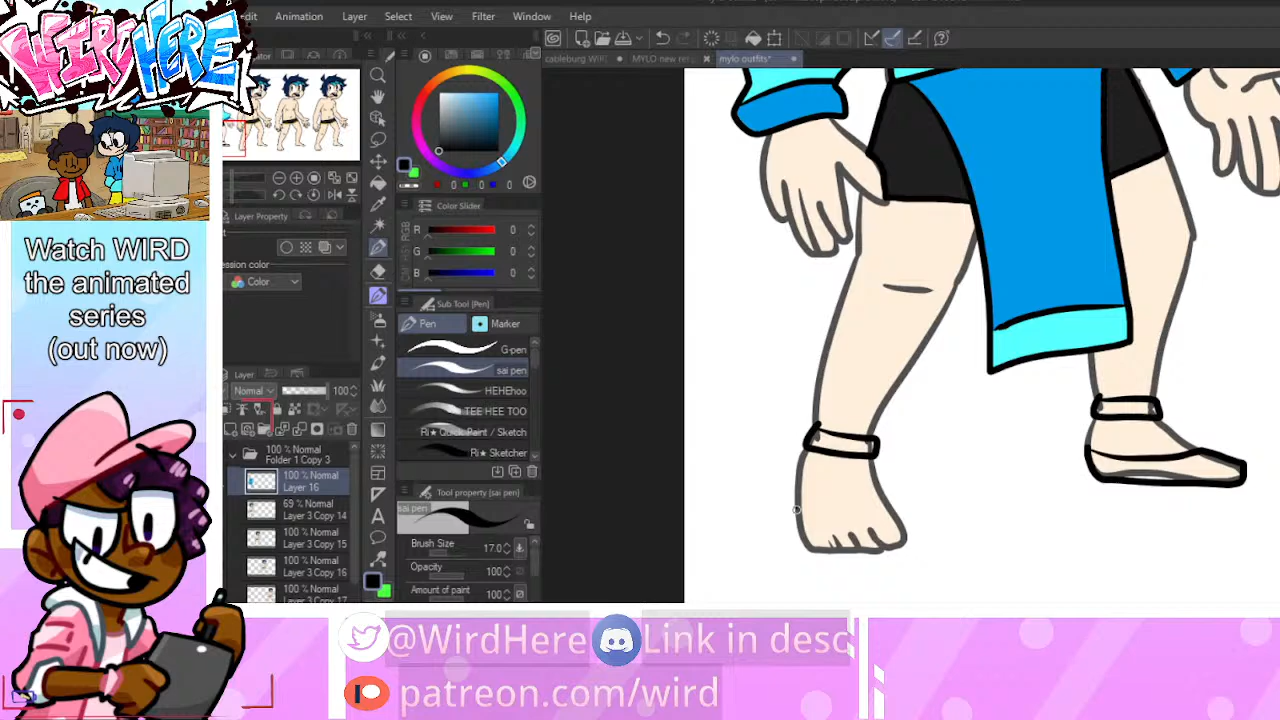 WIRDHERE
Edit Animation Layer Select View Filter Window Help
cableburg WIRD
MYLO new re
mylo outfits*
Layer Property
Color
Color Slider
R 0
G 0
B 0
Sub Tool [Pen]
Pen Marker
G-pen
sai pen
HEHEhoo
TEE HEE TOO
Ri★ Quick Paint / Sketch
Ri★ Sketcher
Layer
Normal 100
100 % Normal
Folder 1 Copy 3
100 % Normal
Layer 16
69 % Normal
Layer 3 Copy 14
100 % Normal
Layer 3 Copy 15
100 % Normal
Layer 3 Copy 16
100 % Normal
Layer 3 Copy 17
Tool property [sai pen]
sai pen
Brush Size 17.0
Opacity 100
Amount of paint 100
Watch WIRD
the animated
series
(out now)
@WirdHere Link in desc
patreon.com/wird